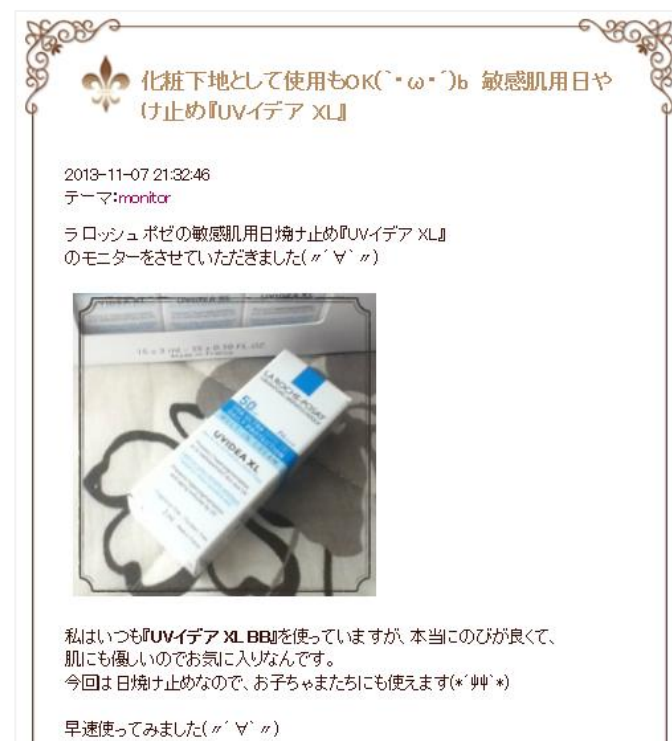 化粧下地として使用もOK(`・ω・´)b 敏感肌用日や
け止め『UVイデア XL』
2013-11-07 21:32:46
テーマ:monitor
ラ ロッシュ ポゼの敏感肌用日焼け止め『UVイデア XL』
のモニターをさせていただきました(〃´∀`〃)
LA ROCHE-POSAY
50
UVIDEA XL
私はいつも『UVイデア XL BB』を使っていますが、本当にのびが良くて、
肌にも優しいのでお気に入りなんです。
今回は日焼け止めなので、お子ちゃまたちにも使えます(*´艸`*)
早速使ってみました(〃´∀`〃)